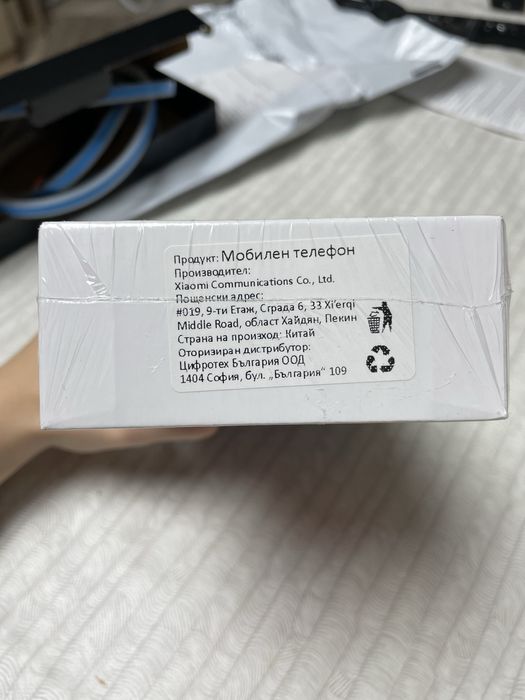 Продукт: Мобилен телефон
Производител:
Xiaomi Communications Co., Ltd.
Пощенски адрес:
#019, 9-ти Етаж, Сграда 6, 33 Xi'erqi
Middle Road, област Хайдян, Пекин
Страна на произход: Китай
Оторизиран дистрибутор:
Цифротех България ООД
1404 София, бул. „Бългaрия“ 109